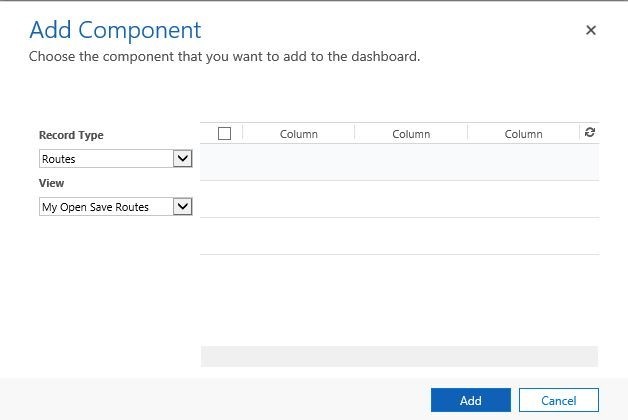 Add Component
Choose the component that you want to add to the dashboard.
Record Type
Routes
View
My Open Save Routes
Column Column Column
Add Cancel